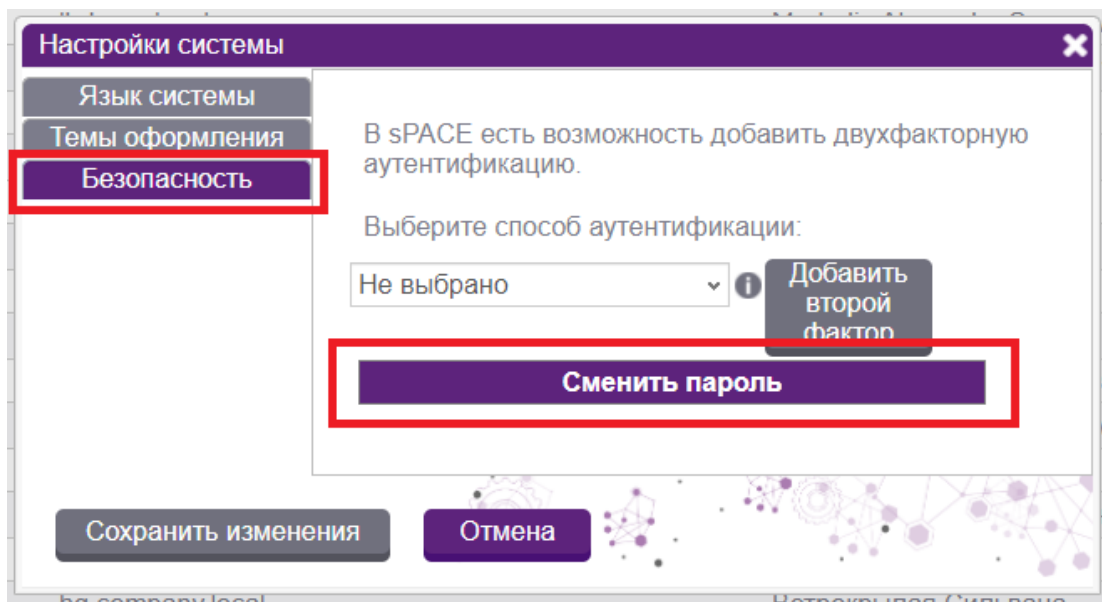 Настройки системы
Язык системы
Темы оформления
Безопасность
В sPACE есть возможность добавить двухфакторную
аутентификацию.
Выберите способ аутентификации:
Не выбрано
Добавить
второй
фактор
Сменить пароль
Сохранить изменения
Отмена